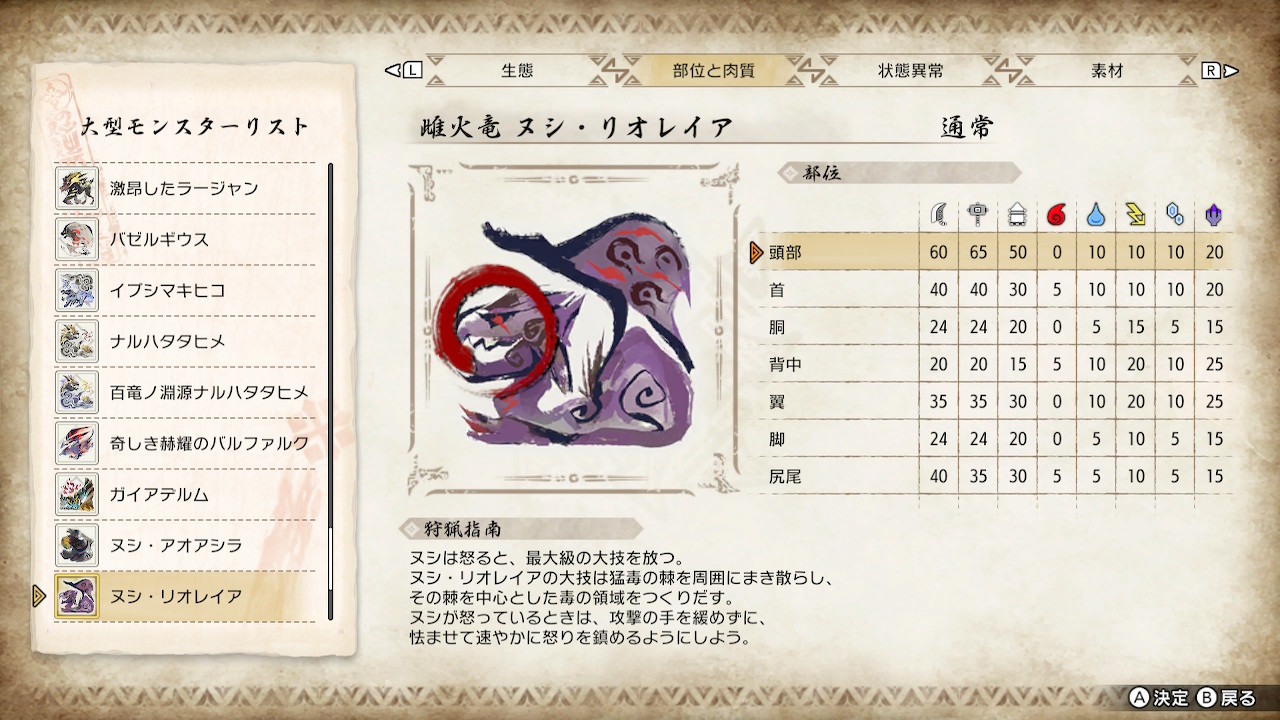 L 生態 部位と肉質 状態異常 素材 R
大型モンスターリスト
激昂したラージャン
バゼルギウス
イブシマキヒコ
ナルハタタヒメ
百竜ノ淵源ナルハタタヒメ
奇しき赫耀のバルファルク
ガイアデルム
ヌシ・アオアシラ
ヌシ・リオレイア
雌火竜 ヌシ・リオレイア 通常
部位
頭部 60 65 50 0 10 10 10 20
首 40 40 30 5 10 10 10 20
胴 24 24 20 0 5 15 5 15
背中 20 20 15 5 10 20 10 25
翼 35 35 30 0 10 20 10 25
脚 24 24 20 0 5 10 5 15
尻尾 40 35 30 5 5 10 5 15
狩猟指南
ヌシは怒ると、最大級の大技を放つ。
ヌシ・リオレイアの大技は猛毒の棘を周囲にまき散らし、
その棘を中心とした毒の領域をつくりだす。
ヌシが怒っているときは、攻撃の手を緩めずに、
怯ませて速やかに怒りを鎮めるようにしよう。
A 決定 B 戻る